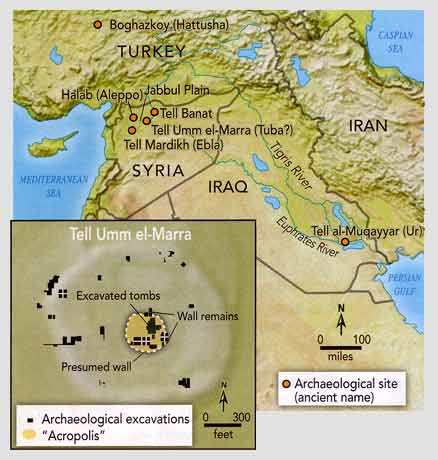 Boghazkoy (Hattusha)
TURKEY
CASPIAN
SEA
Jabbul Plain
Halab (Aleppo)
Tell Banat
Tell Umm el-Marra (Tuba?)
Tell Mardikh (Ebla)
IRAN
SYRIA
Tigris River
MEDITERRANEAN
SEA
IRAQ
Euphrates River
Tell al-Muqayyar (Ur)
PERSIAN
GULF
N
0 100
miles
Archaeological site
(ancient name)
Tell Umm el-Marra
Excavated tombs
Wall remains
Presumed wall
N
0 300
feet
Archaeological excavations
"Acropolis"